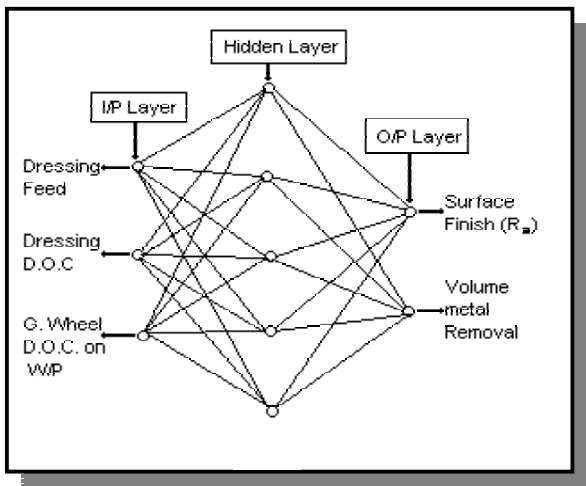 Hidden Layer
I/P Layer
O/P Layer
Dressing
Feed
Dressing
D.O.C
G. Wheel
D.O.C. on
W/P
Surface
Finish (Ra)
Volume
metal
Removal